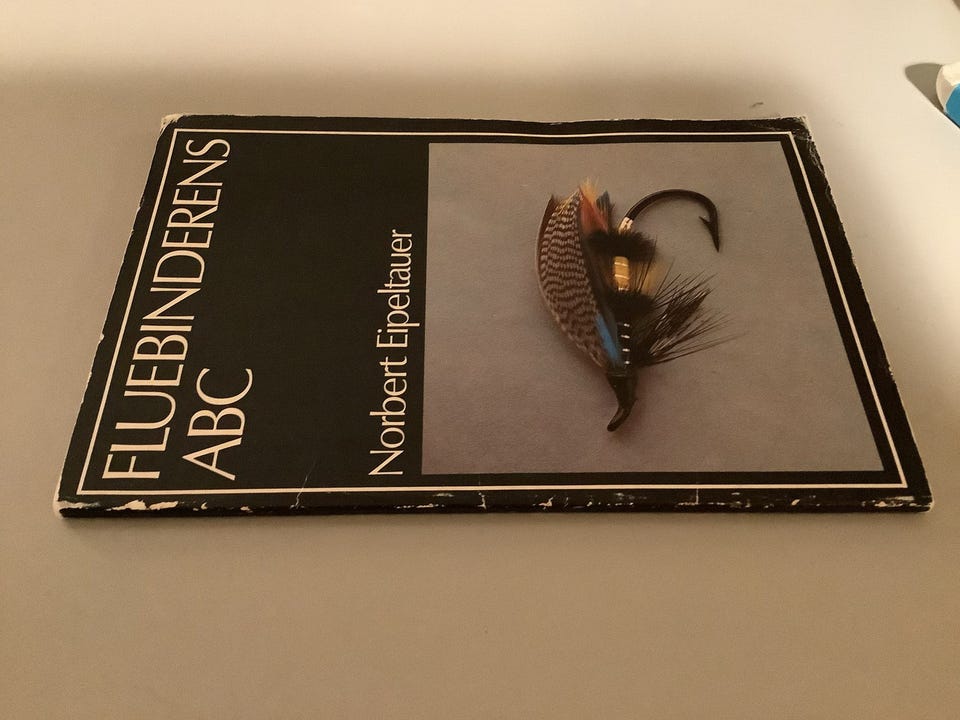 FLUEBINDERENS
ABC
Norbert Eipeltauer